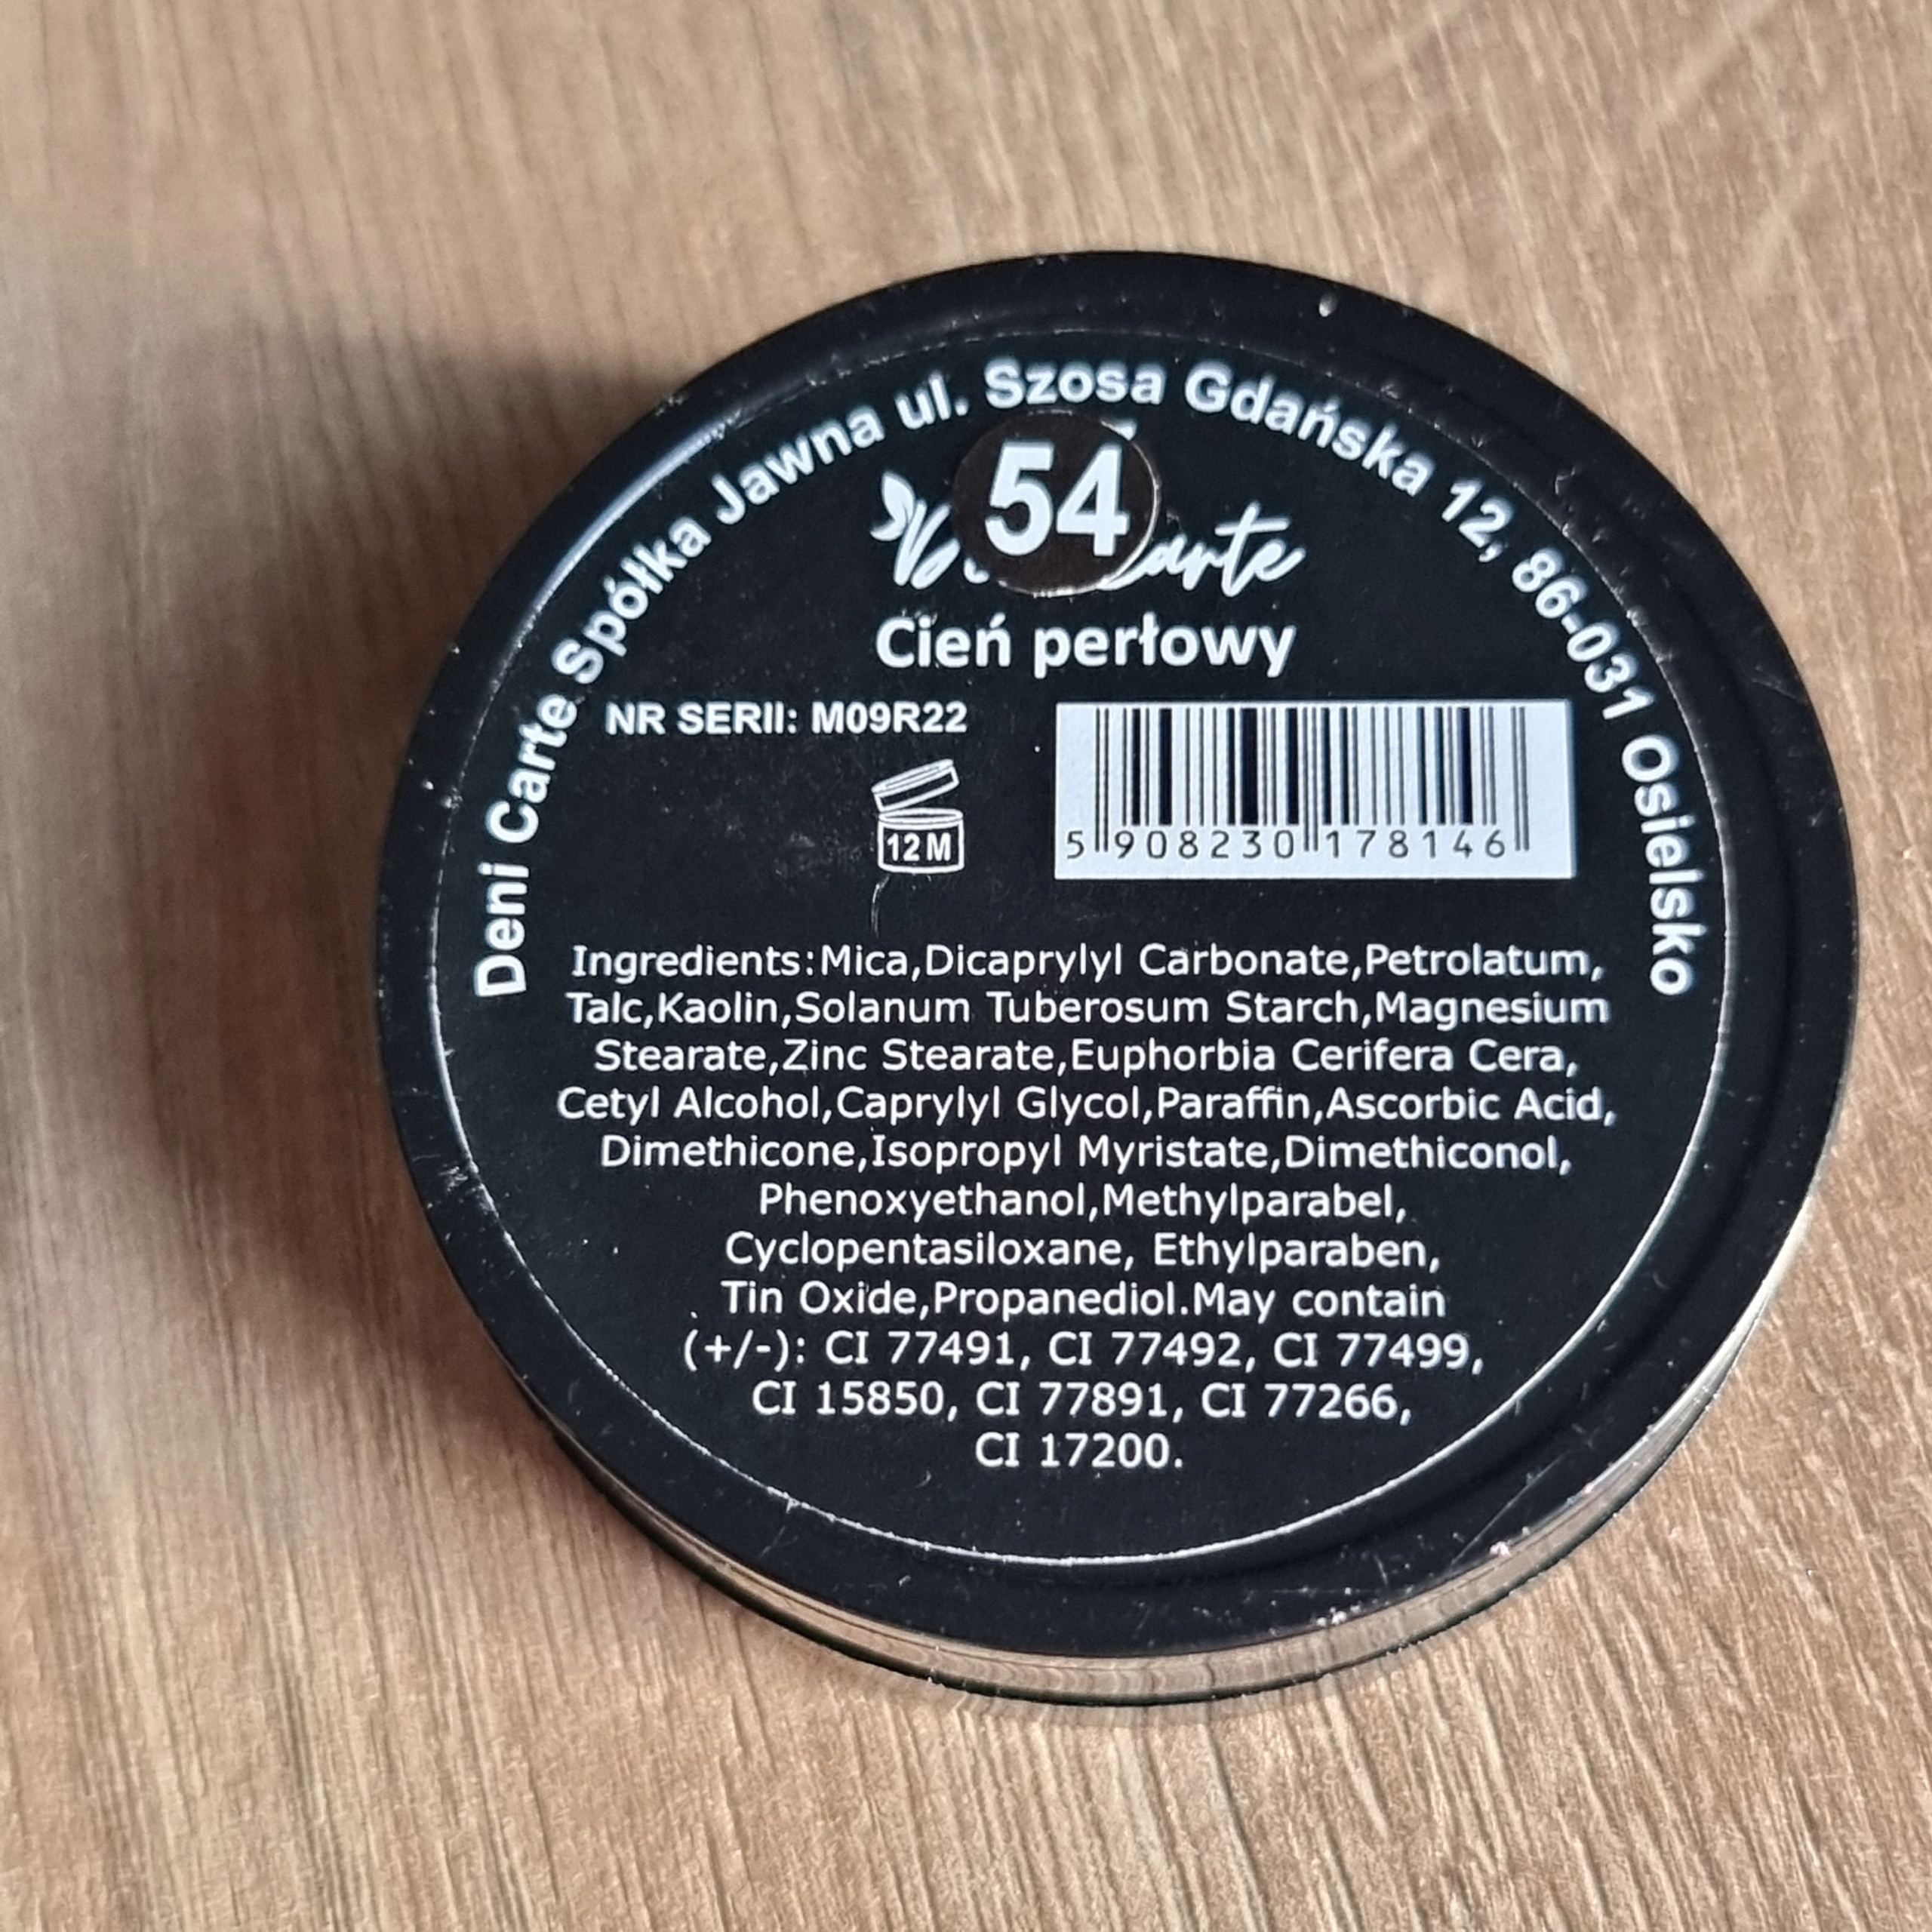 Deni Carte Spółka Jawna ul. Szosa Gdańska 12, 86-031 Osielsko
54
Cień perłowy
NR SERII: M09R22
12 M
5 908230 178146
Ingredients:Mica,Dicaprylyl Carbonate,Petrolatum,
Talc,Kaolin,Solanum Tuberosum Starch,Magnesium
Stearate,Zinc Stearate,Euphorbia Cerifera Cera,
Cetyl Alcohol,Caprylyl Glycol,Paraffin,Ascorbic Acid,
Dimethicone,Isopropyl Myristate,Dimethiconol,
Phenoxyethanol,Methylparabel,
Cyclopentasiloxane, Ethylparaben,
Tin Oxide,Propanediol.May contain
(+/-): CI 77491, CI 77492, CI 77499,
CI 15850, CI 77891, CI 77266,
CI 17200.